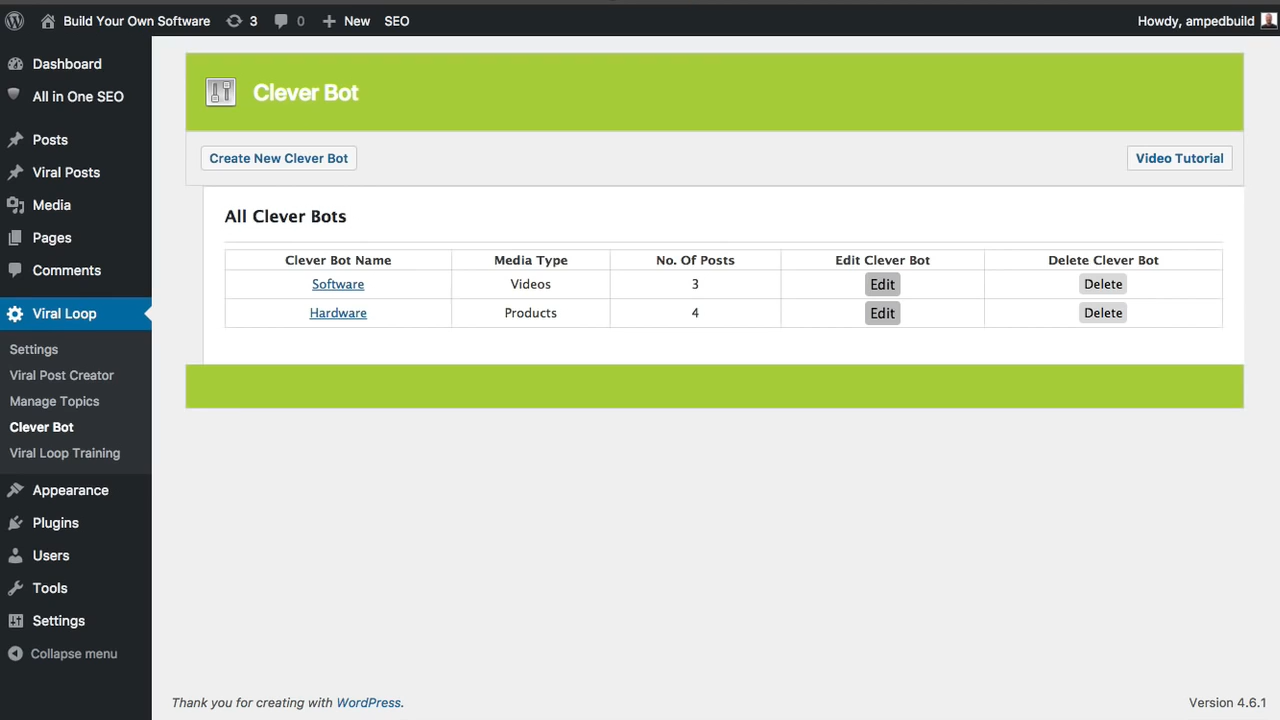 Build Your Own Software 3 0 New SEO Howdy, ampedbuild
Dashboard
All in One SEO
Posts
Viral Posts
Media
Pages
Comments
Viral Loop
Settings
Viral Post Creator
Manage Topics
Clever Bot
Viral Loop Training
Appearance
Plugins
Users
Tools
Settings
Collapse menu
Clever Bot
Create New Clever Bot Video Tutorial
All Clever Bots
Clever Bot Name Media Type No. Of Posts Edit Clever Bot Delete Clever Bot
Software Videos 3 Edit Delete
Hardware Products 4 Edit Delete
Thank you for creating with WordPress. Version 4.6.1